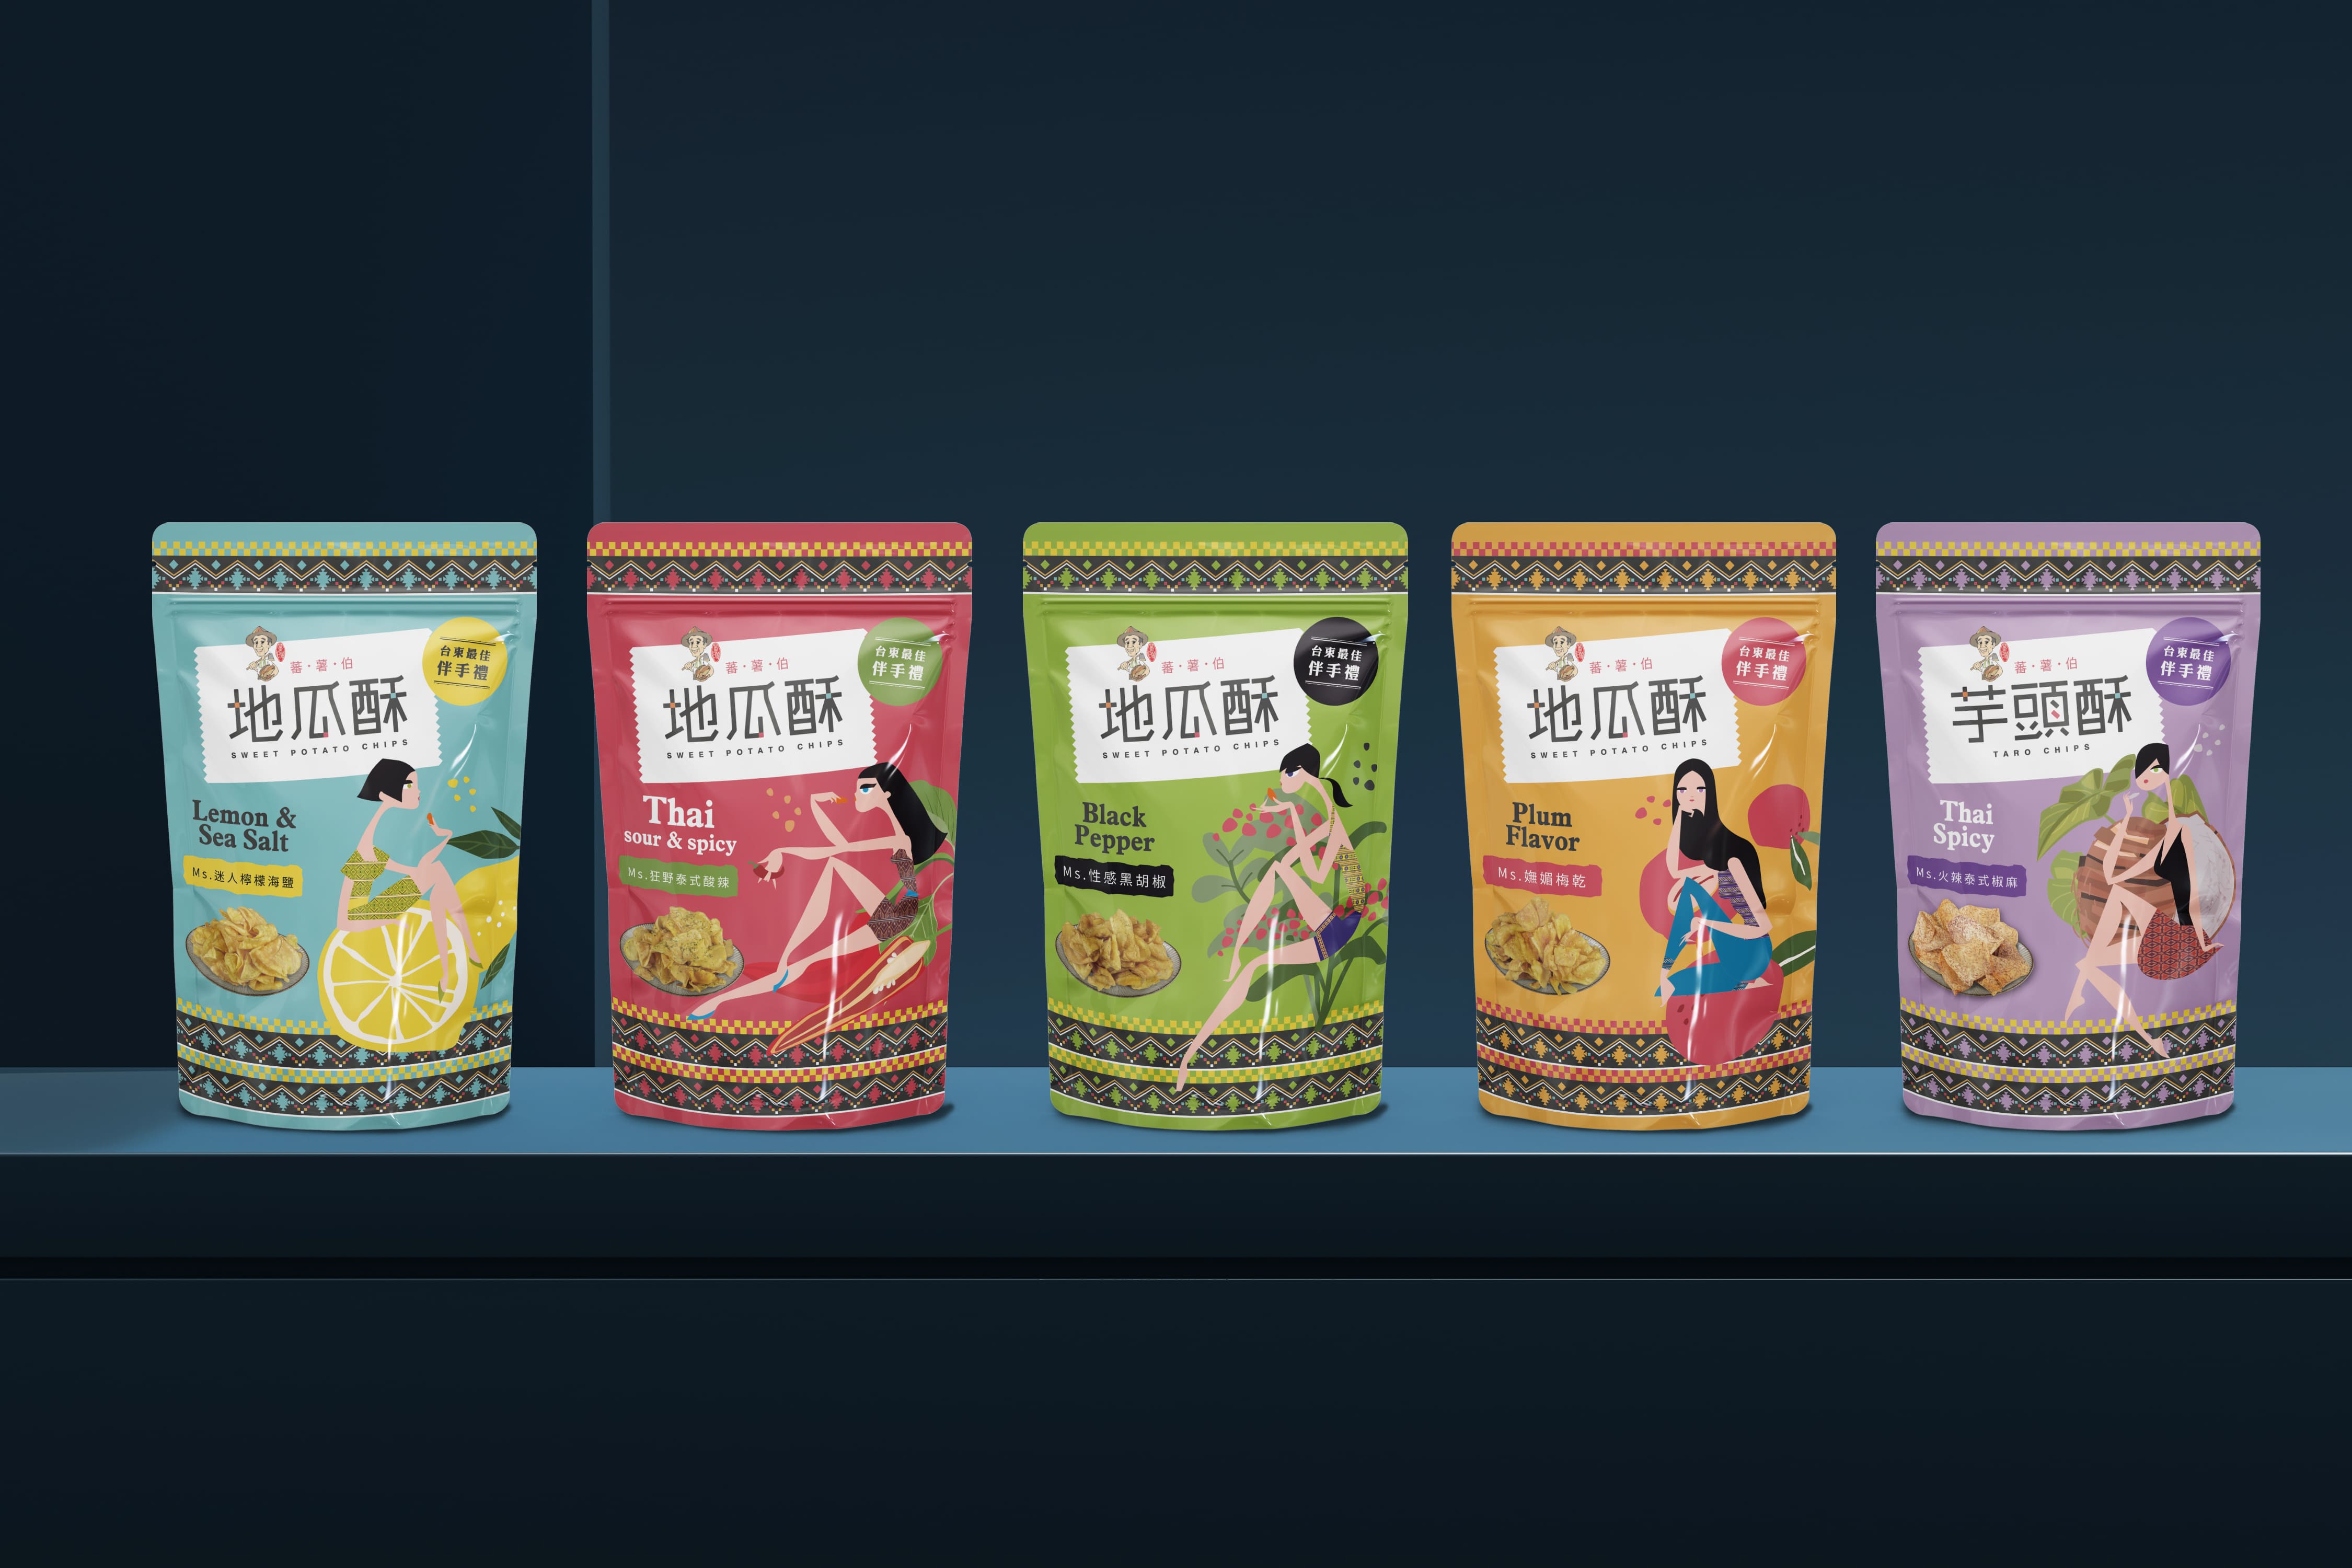 蕃・薯・伯
地瓜酥
SWEET POTATO CHIPS
台東最佳
伴手禮
Lemon &
Sea Salt
Ms.迷人檸檬海鹽
蕃・薯・伯
地瓜酥
SWEET POTATO CHIPS
台東最佳
伴手禮
Thai
sour & spicy
Ms.狂野泰式酸辣
蕃・薯・伯
地瓜酥
SWEET POTATO CHIPS
台東最佳
伴手禮
Black
Pepper
Ms.性感黑胡椒
蕃・薯・伯
地瓜酥
SWEET POTATO CHIPS
台東最佳
伴手禮
Plum
Flavor
Ms.嫵媚梅乾
蕃・薯・伯
芋頭酥
TARO CHIPS
台東最佳
伴手禮
Thai
Spicy
Ms.火辣泰式椒麻